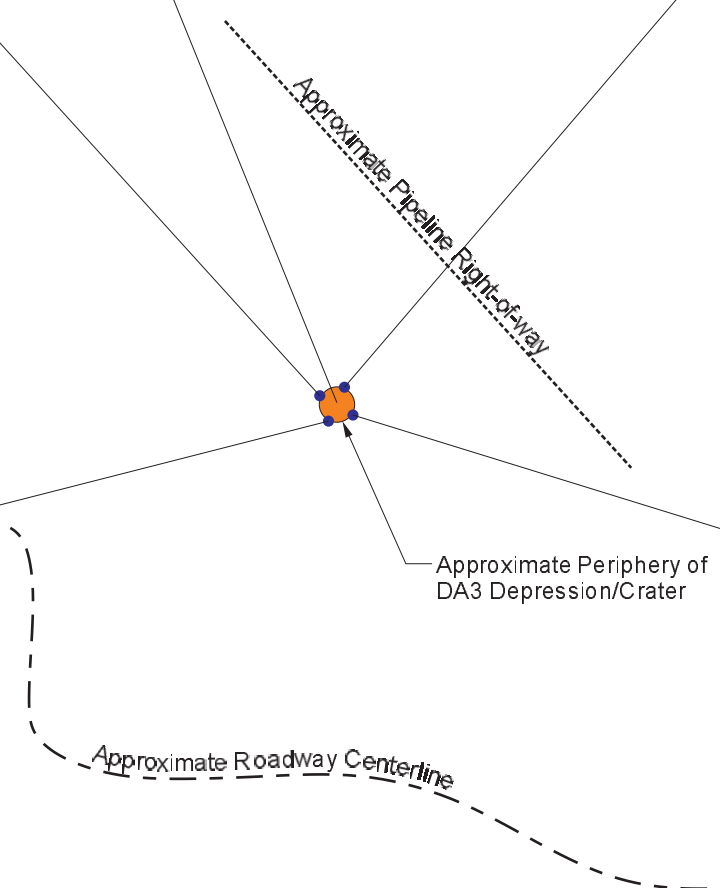 Approximate Pipeline Right-of-way
Approximate Periphery of
DA3 Depression/Crater
Approximate Roadway Centerline